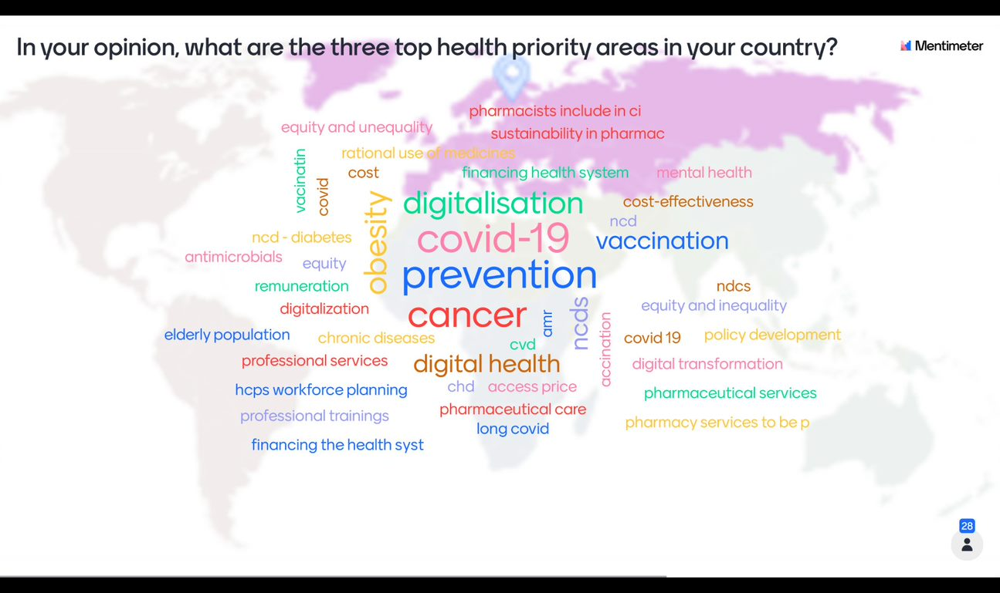 In your opinion, what are the three top health priority areas in your country?
Mentimeter
pharmacists include in ci
equity and unequality
sustainability in pharmac
rational use of medicines
vacinatin
covid
cost
financing health system
mental health
obesity
digitalisation
cost-effectiveness
ncd
covid-19
vaccination
ncd - diabetes
antimicrobials
equity
prevention
remuneration
ndcs
digitalization
cancer
amr
ncds
equity and inequality
elderly population
chronic diseases
cvd
accination
covid 19
policy development
professional services
digital health
digital transformation
hcps workforce planning
chd
access price
pharmaceutical services
professional trainings
pharmaceutical care
long covid
pharmacy services to be p
financing the health syst
28